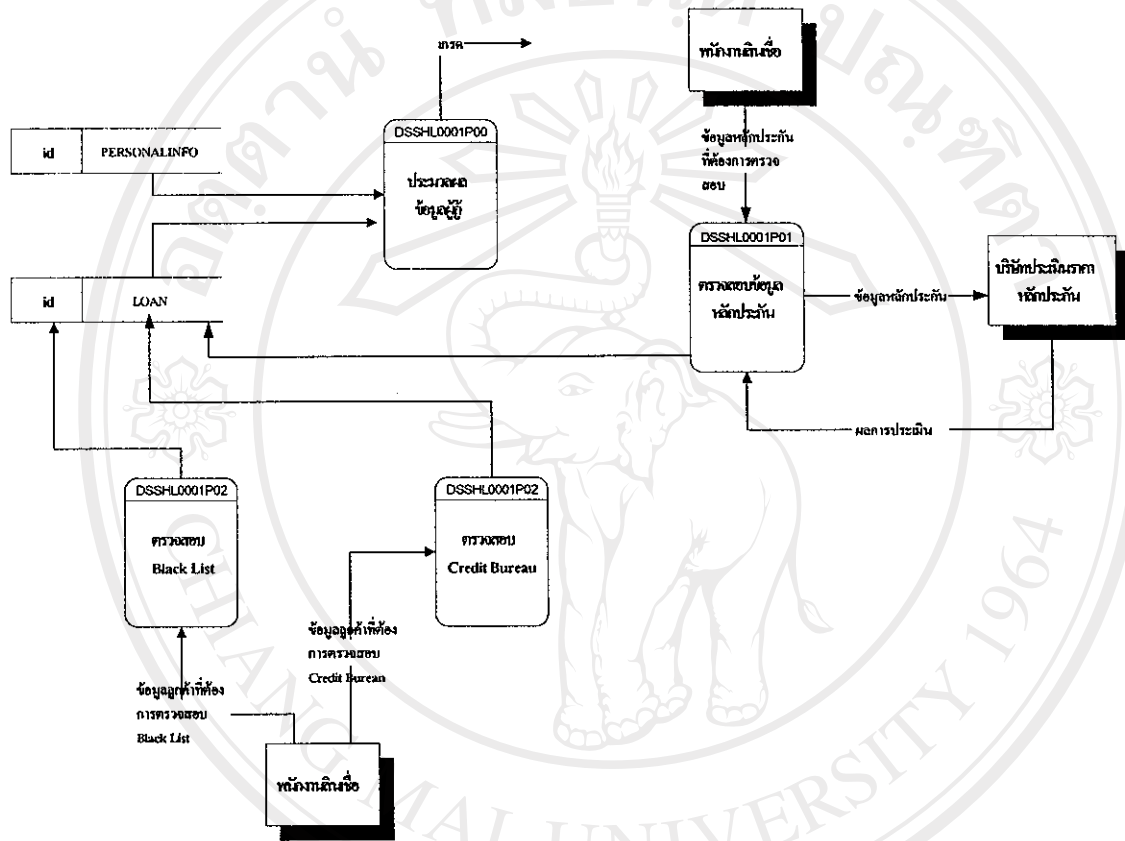 เกรด
พนักงานสินเชื่อ
DSSHL0001P00
ประมวลผล
ข้อมูลผู้กู้
id PERSONALINFO
ข้อมูลหลักประกัน
ที่ต้องการตรวจ
สอบ
DSSHL0001P01
ตรวจสอบข้อมูล
หลักประกัน
ข้อมูลหลักประกัน
บริษัทประเมินราคา
หลักประกัน
id LOAN
ผลการประเมิน
DSSHL0001P02
ตรวจสอบ
Black List
DSSHL0001P02
ตรวจสอบ
Credit Bureau
ข้อมูลลูกค้าที่ต้อง
การตรวจสอบ
Credit Bureau
ข้อมูลลูกค้าที่ต้อง
การตรวจสอบ
Black List
พนักงานสินเชื่อ
CHIANG MAI UNIVERSITY 1964